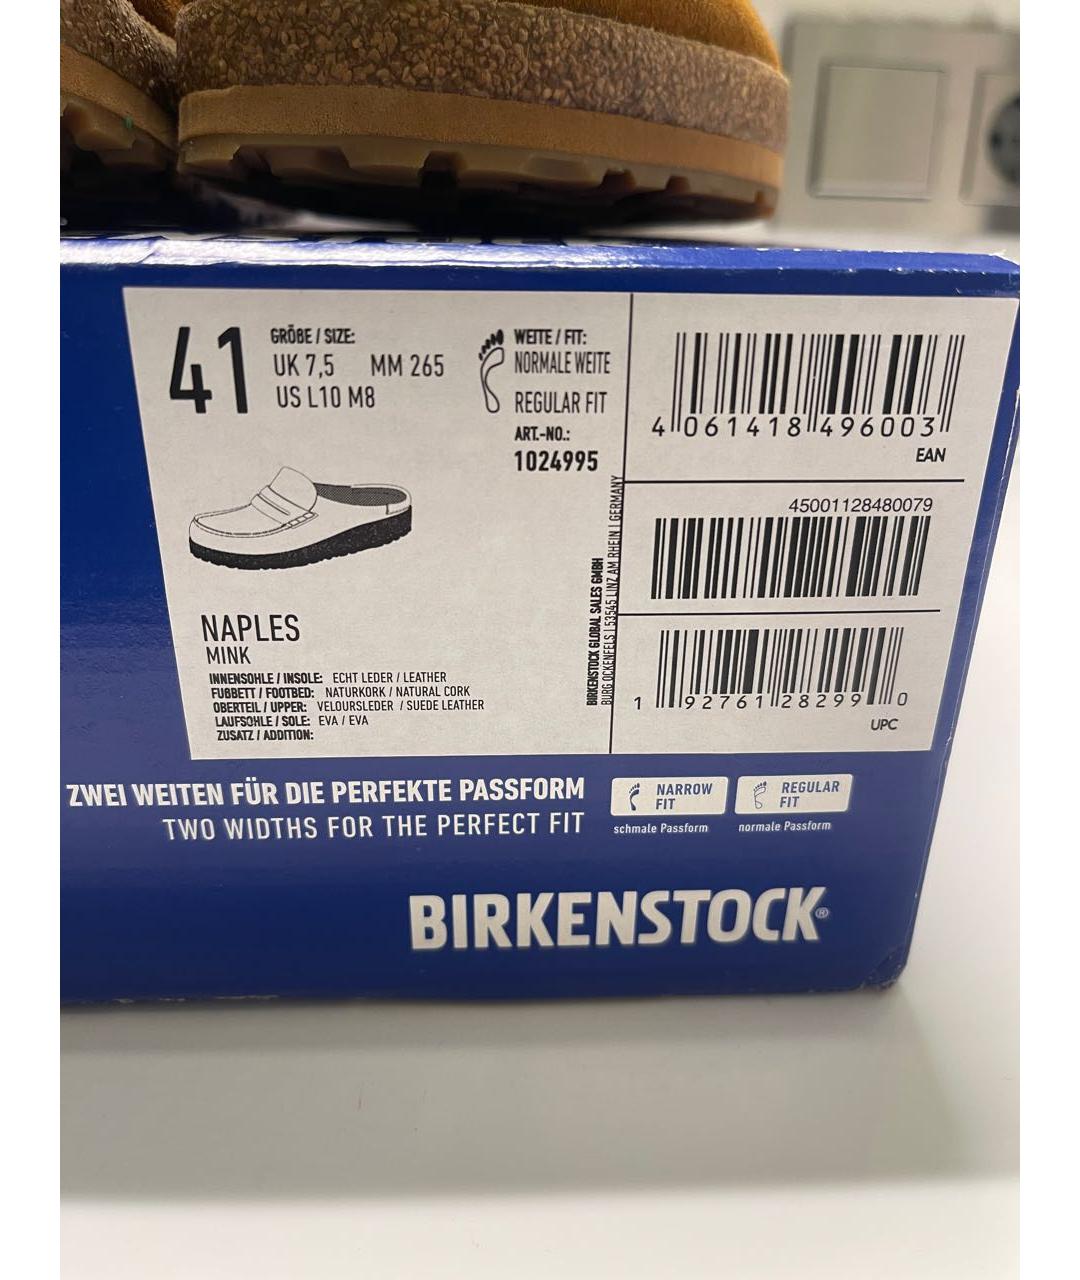 41
GRÖßE / SIZE:
UK 7,5 MM 265
US L10 M8
WEITE / FIT:
NORMALE WEITE
REGULAR FIT
ART.-NO.:
1024995
4 061418 496003
EAN
45001128480079
1 92761 28299 0
UPC
BIRKENSTOCK GLOBAL SALES GMBH
BURG OCKENFELS | 53545 LINZ AM RHEIN | GERMANY
NAPLES
MINK
INNENSOHLE / INSOLE: ECHT LEDER / LEATHER
FUßBETT / FOOTBED: NATURKORK / NATURAL CORK
OBERTEIL / UPPER: VELOURSLEDER / SUEDE LEATHER
LAUFSOHLE / SOLE: EVA / EVA
ZUSATZ / ADDITION:
ZWEI WEITEN FÜR DIE PERFEKTE PASSFORM
TWO WIDTHS FOR THE PERFECT FIT
NARROW
FIT
schmale Passform
REGULAR
FIT
normale Passform
BIRKENSTOCK®